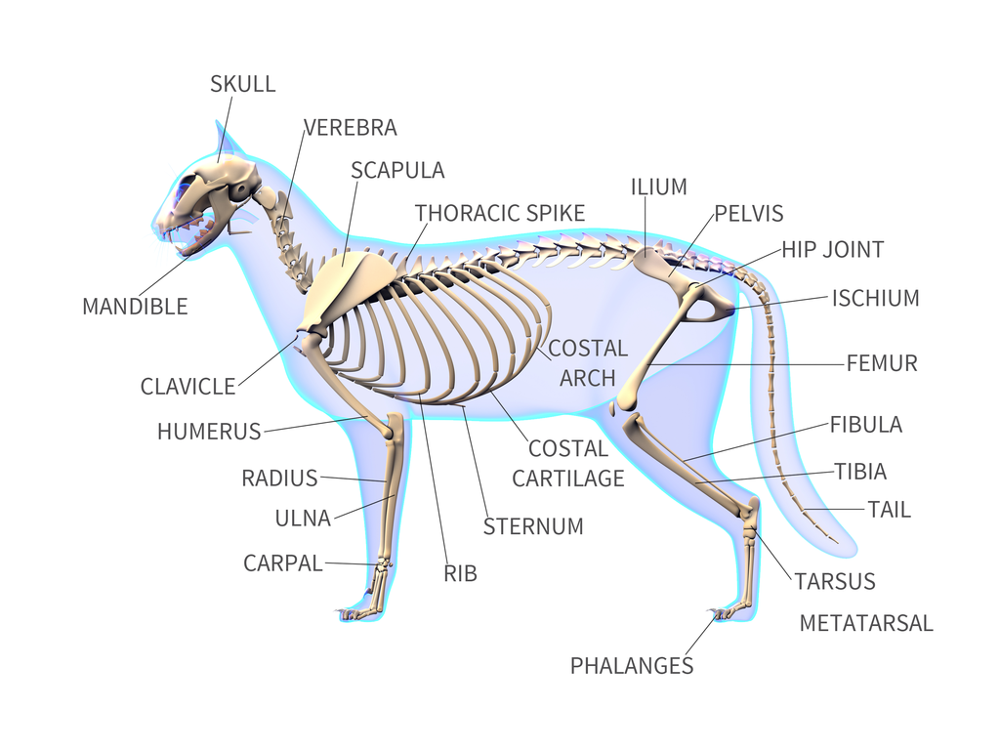 SKULL
VEREBRA
SCAPULA
ILIUM
THORACIC SPIKE
PELVIS
HIP JOINT
MANDIBLE
ISCHIUM
COSTAL
ARCH
FEMUR
CLAVICLE
HUMERUS
FIBULA
COSTAL
CARTILAGE
TIBIA
RADIUS
TAIL
ULNA
STERNUM
CARPAL
RIB
TARSUS
METATARSAL
PHALANGES